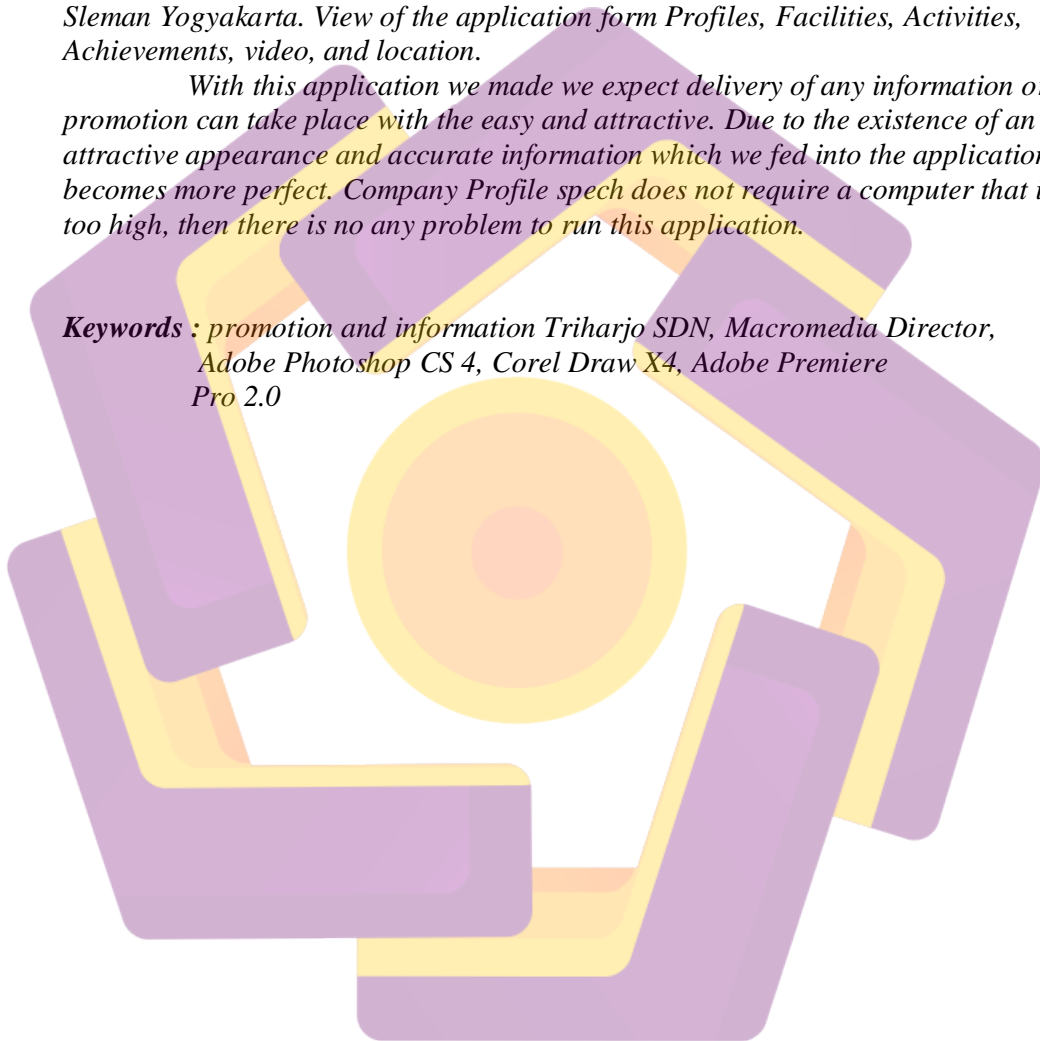 Sleman Yogyakarta. View of the application form Profiles, Facilities, Activities,
Achievements, video, and location.
With this application we made we expect delivery of any information
promotion can take place with the easy and attractive. Due to the existence of an
attractive appearance and accurate information which we fed into the application
becomes more perfect. Company Profile spech does not require a computer that
too high, then there is no any problem to run this application.
Keywords : promotion and information Triharjo SDN, Macromedia Director,
Adobe Photoshop CS 4, Corel Draw X4, Adobe Premiere
Pro 2.0